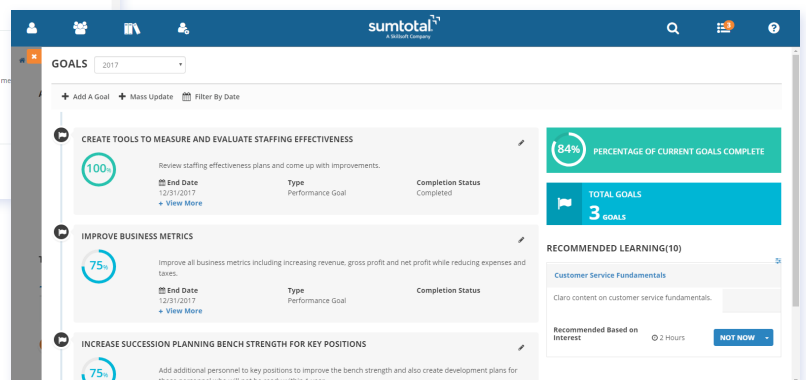 sumtotal
A Skillsoft Company
3
GOALS 2017
Add A Goal Mass Update Filter By Date
CREATE TOOLS TO MEASURE AND EVALUATE STAFFING EFFECTIVENESS
100%
Review staffing effectiveness plans and come up with improvements.
End Date Type Completion Status
12/31/2017 Performance Goal Completed
+ View More
IMPROVE BUSINESS METRICS
75%
Improve all business metrics including increasing revenue, gross profit and net profit while reducing expenses and
taxes.
End Date Type Completion Status
12/31/2017 Performance Goal
+ View More
INCREASE SUCCESSION PLANNING BENCH STRENGTH FOR KEY POSITIONS
75%
Add additional personnel to key positions to improve the bench strength and also create development plans for
84% PERCENTAGE OF CURRENT GOALS COMPLETE
TOTAL GOALS
3 GOALS
RECOMMENDED LEARNING(10)
Customer Service Fundamentals
Claro content on customer service fundamentals.
Recommended Based on
Interest 2 Hours NOT NOW